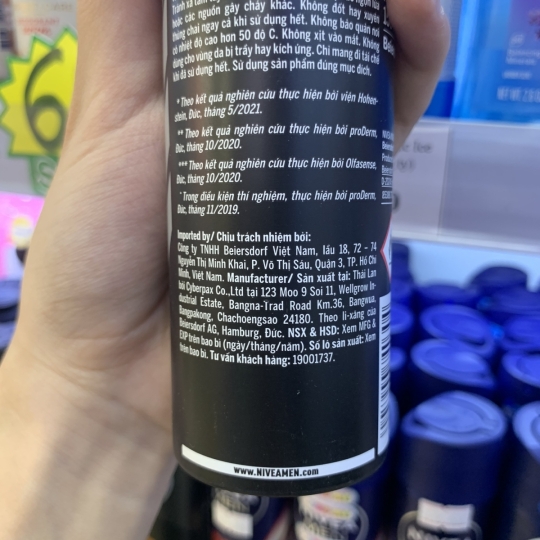 hoặc các nguồn gây cháy khác. Không đốt hay xuyên
thủng chai ngay cả khi sử dụng hết. Không bảo quản nơi
có nhiệt độ cao hơn 50 độ C. Không xịt vào mắt. Không
dùng cho vùng da bị trầy hay kích ứng. Chỉ mang đi tái chế
khi đã sử dụng hết. Sử dụng sản phẩm đúng mục đích.
* Theo kết quả nghiên cứu thực hiện bởi viện Hohen-
stein, Đức, tháng 5/2021.
** Theo kết quả nghiên cứu thực hiện bởi proDerm,
Đức, tháng 10/2020.
*** Theo kết quả nghiên cứu thực hiện bởi Olfasense,
Đức, tháng 10/2020.
* Trong điều kiện thí nghiệm, thực hiện bởi proDerm,
Đức, tháng 11/2019.
Imported by/ Chịu trách nhiệm bởi:
Công ty TNHH Beiersdorf Việt Nam, lầu 18, 72 – 74
Nguyễn Thị Minh Khai, P. Võ Thị Sáu, Quận 3, TP. Hồ Chí
Minh, Việt Nam. Manufacturer/ Sản xuất tại: Thái Lan
bởi Cyberpax Co.,Ltd tại 123 Moo 9 Soi 11, Wellgrow In-
dustrial Estate, Bangna-Trad Road Km.36, Bangwua,
Bangpakong, Chachoengsao 24180. Theo li-xăng của
Beiersdorf AG, Hamburg, Đức. NSX & HSD: Xem MFG &
EXP trên bao bì (ngày/tháng/năm). Số lô sản xuất: Xem
trên bao bì. Tư vấn khách hàng: 19001737.
www.NIVEAMEN.com
6